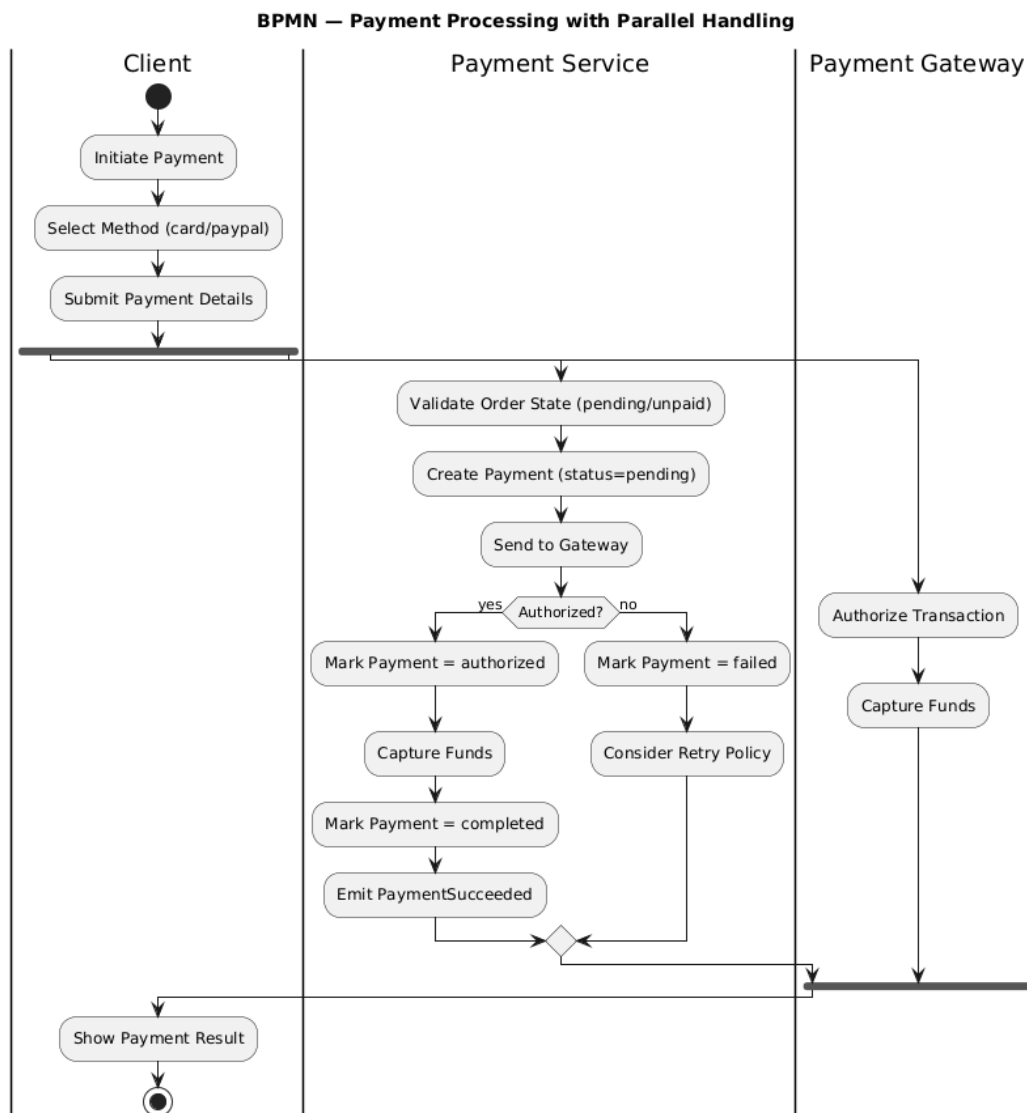 BPMN — Payment Processing with Parallel Handling
Client
Payment Service
Payment Gateway
Initiate Payment
Select Method (card/paypal)
Submit Payment Details
Validate Order State (pending/unpaid)
Create Payment (status=pending)
Send to Gateway
yes
Authorized?
no
Authorize Transaction
Mark Payment = authorized
Mark Payment = failed
Capture Funds
Capture Funds
Consider Retry Policy
Mark Payment = completed
Emit PaymentSucceeded
Show Payment Result